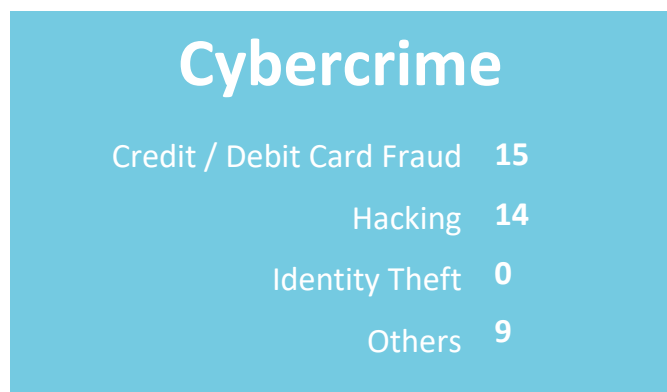 Cybercrime
Credit / Debit Card Fraud 15
Hacking 14
Identity Theft 0
Others 9